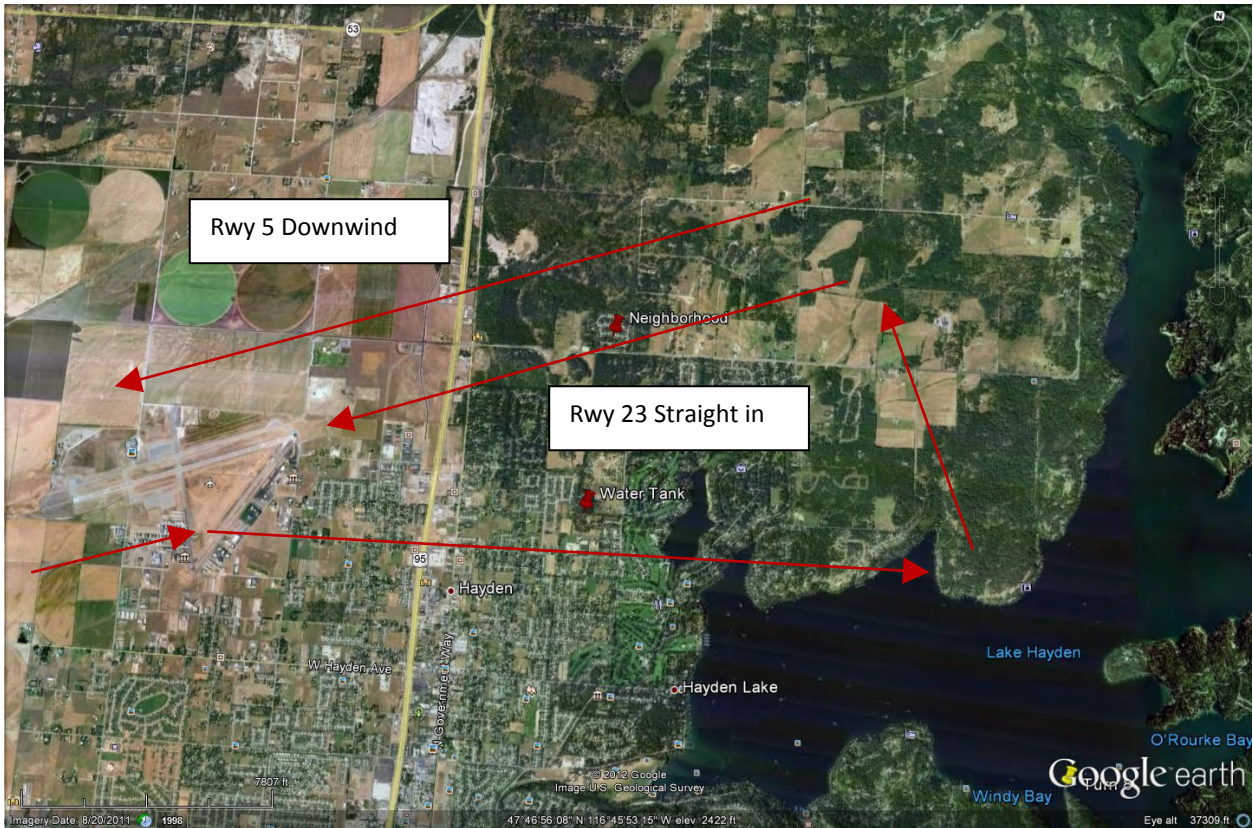 53
N
Rwy 5 Downwind
Neighborhood
Rwy 23 Straight in
Water Tank
95
Hayden
W Hayden Ave
N Government Way
Lake Hayden
Hayden Lake
O'Rourke Bay
7807 ft
© 2012 Google
Image U.S. Geological Survey
Google earth
Windy Bay
Imagery Date: 8/20/2011
1998
47°46'56.08" N 116°45'53.15" W elev 2422 ft
Eye alt 37309 ft